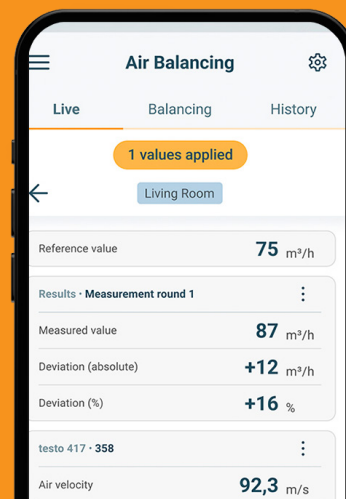 Air Balancing
Live Balancing History
1 values applied
Living Room
Reference value 75 m³/h
Results · Measurement round 1
Measured value 87 m³/h
Deviation (absolute) +12 m³/h
Deviation (%) +16 %
testo 417 · 358
Air velocity 92,3 m/s